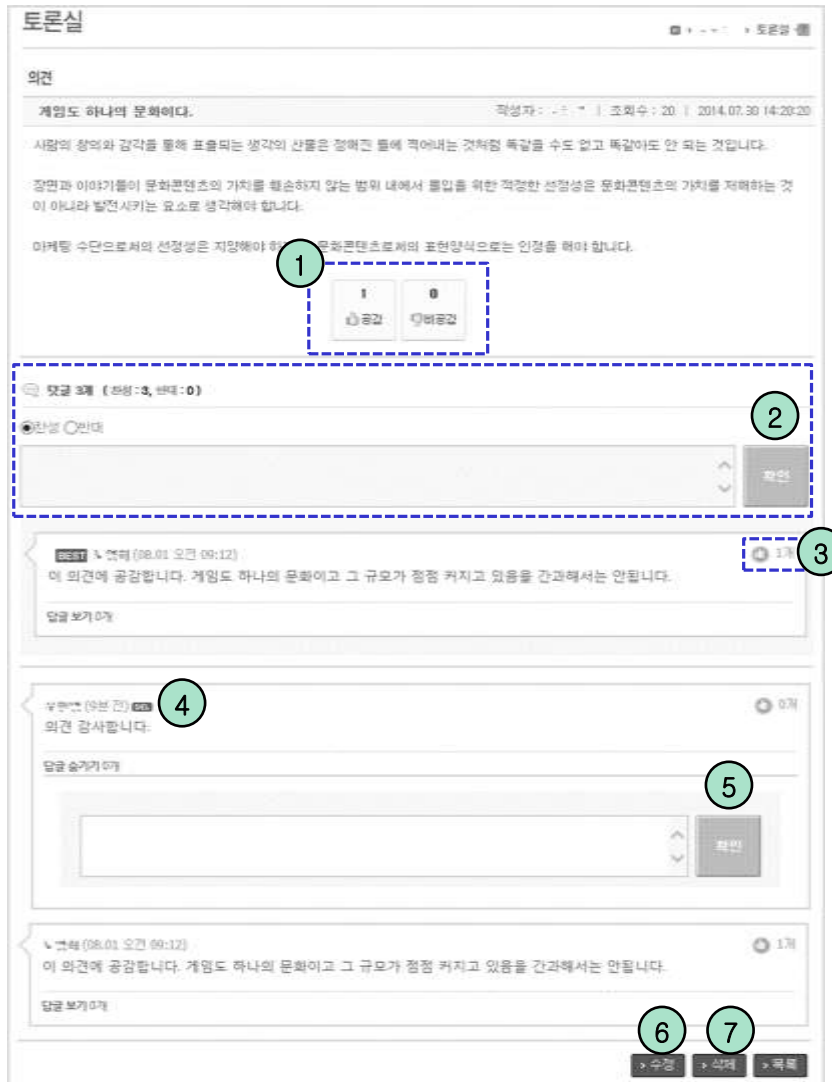 토론실
› 토론실
의견
게임도 하나의 문화이다.
작성자 : | 조회수 : 20 | 2014.07.30 14:20:20
사람의 창의와 감각을 통해 표출되는 생각의 산물은 정해진 틀에 적어내는 것처럼 똑같을 수도 없고 똑같아도 안 되는 것입니다.
장면과 이야기들이 문화콘텐츠의 가치를 훼손하지 않는 범위 내에서 몰입을 위한 적정한 선정성은 문화콘텐츠의 가치를 저해하는 것
이 아니라 발전시키는 요소로 생각해야 합니다.
마케팅 수단으로서의 선정성은 지양해야 문화콘텐츠로써의 표현양식으로는 인정을 해야 합니다.
1
1 0
공감 비공감
댓글 3개 ( 찬성 : 3, 반대 : 0 )
2
찬성 반대
확인
BEST (08.01 오전 09:12)
1개
3
이 의견에 공감합니다. 게임도 하나의 문화이고 그 규모가 점점 커지고 있음을 간과해서는 안됩니다.
답글 보기 0개
(9분 전) DEL
4
0개
의견 감사합니다.
답글 숨기기 0개
5
확인
(08.01 오전 09:12)
1개
이 의견에 공감합니다. 게임도 하나의 문화이고 그 규모가 점점 커지고 있음을 간과해서는 안됩니다.
답글 보기 0개
6 7
› 수정 › 삭제 › 목록